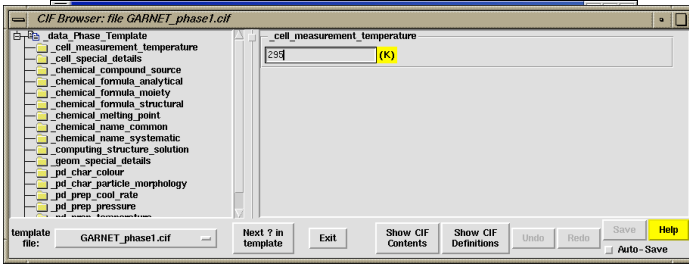 CIF Browser: file GARNET_phase1.cif
_data_Phase_Template
_cell_measurement_temperature
_cell_special_details
_chemical_compound_source
_chemical_formula_analytical
_chemical_formula_moiety
_chemical_formula_structural
_chemical_melting_point
_chemical_name_common
_chemical_name_systematic
_computing_structure_solution
_geom_special_details
_pd_char_colour
_pd_char_particle_morphology
_pd_prep_cool_rate
_pd_prep_pressure
_pd_prep_temperature
_cell_measurement_temperature
295 (K)
template file: GARNET_phase1.cif
Next ? in template
Exit
Show CIF Contents
Show CIF Definitions
Undo
Redo
Save
Help
Auto-Save